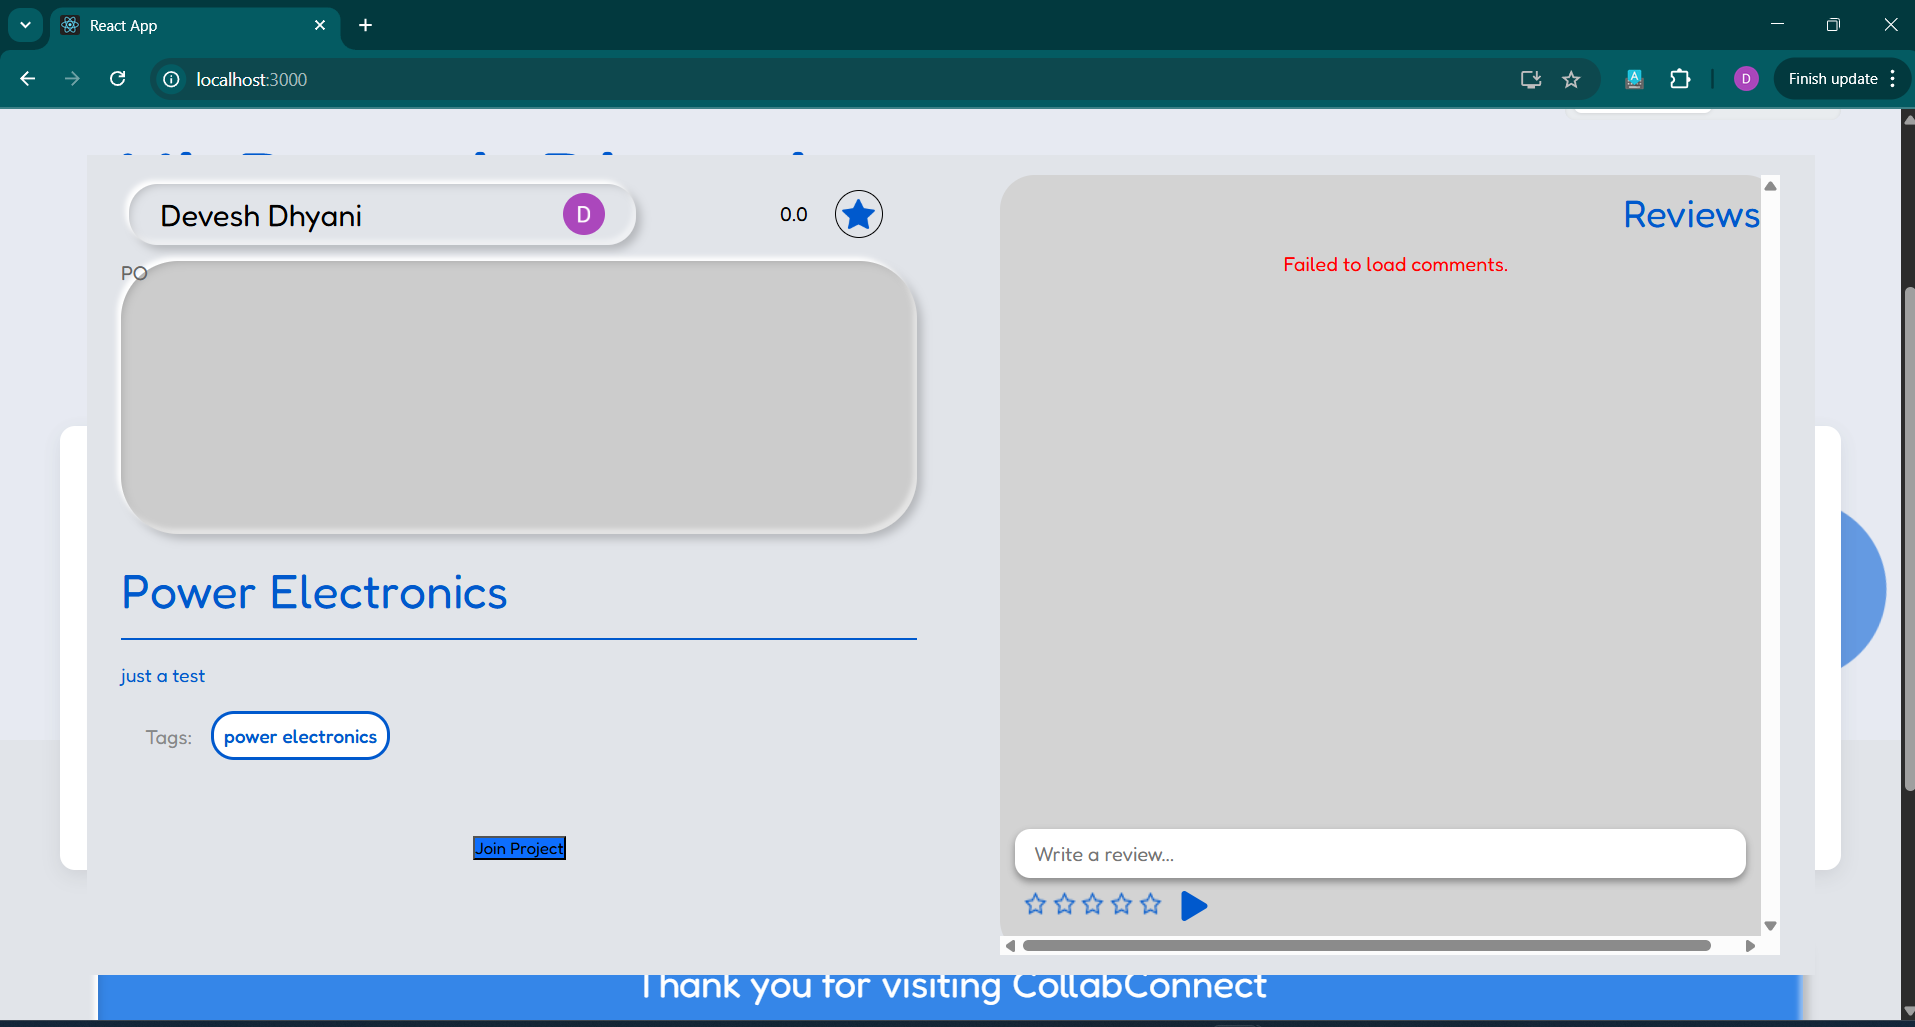 React App
localhost:3000
D
Finish update
Devesh Dhyani
D
0.0
PO
Power Electronics
just a test
Tags:
power electronics
Join Project
Reviews
Failed to load comments.
Write a review...
Thank you for visiting CollabConnect